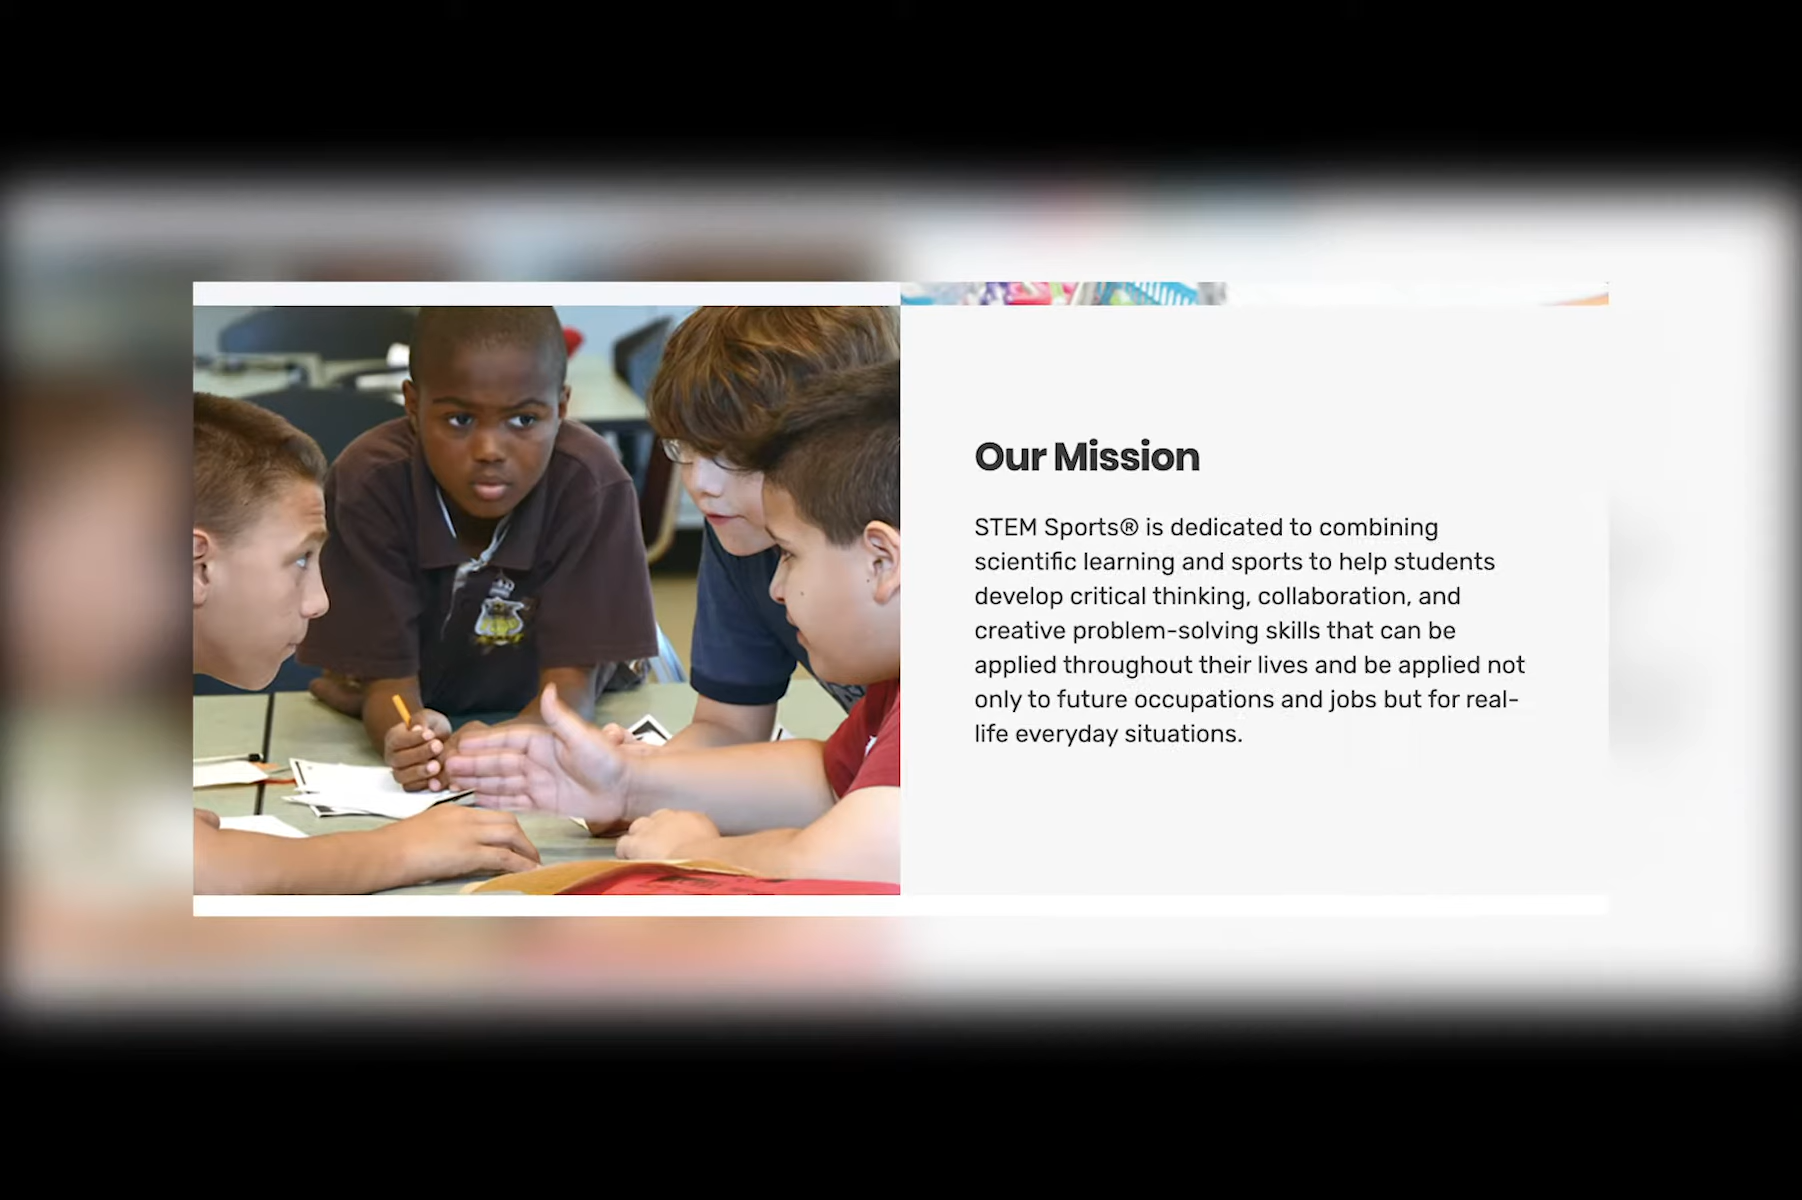 Our Mission
STEM Sports® is dedicated to combining
scientific learning and sports to help students
develop critical thinking, collaboration, and
creative problem-solving skills that can be
applied throughout their lives and be applied not
only to future occupations and jobs but for real-
life everyday situations.